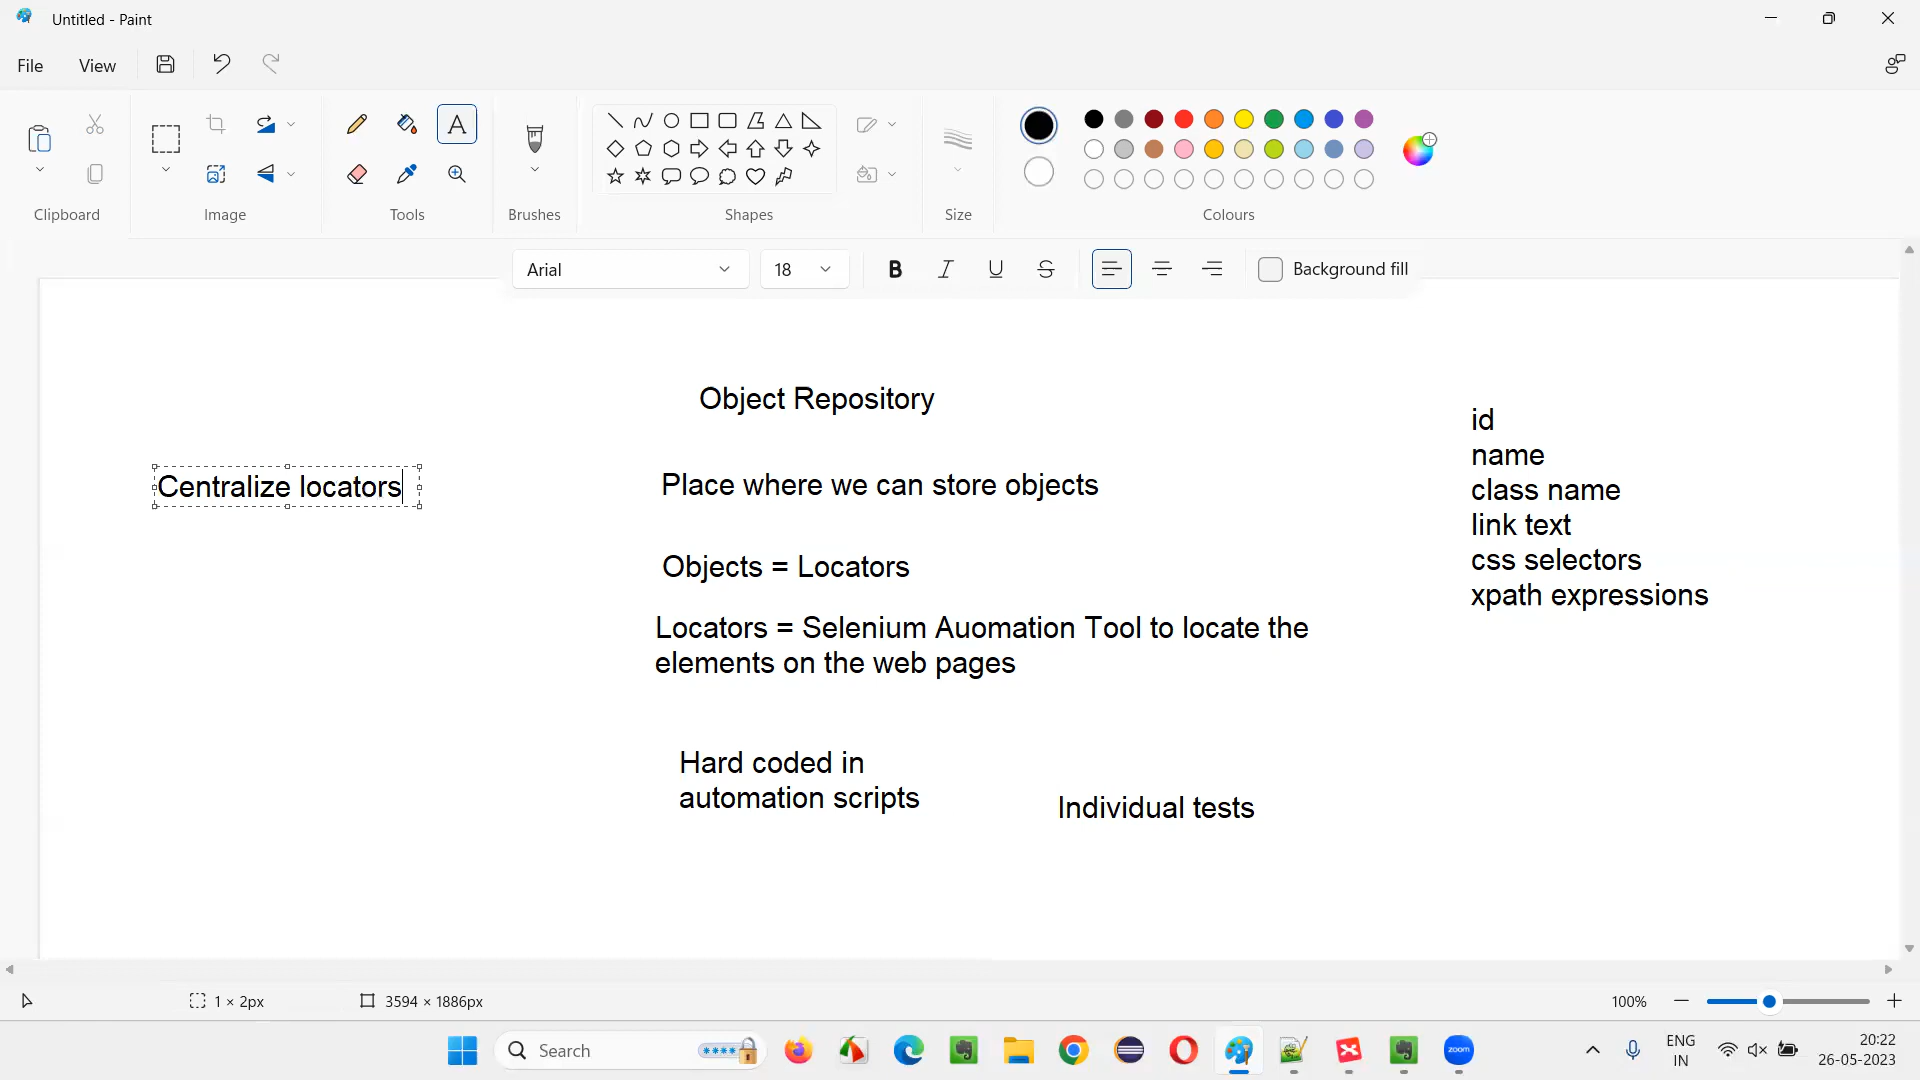 Untitled - Paint
File
View
Clipboard
Image
Tools
Brushes
Shapes
Size
Colours
Arial
18
B
I
U
S
Background fill
Object Repository
Centralize locators
Place where we can store objects
Objects = Locators
Locators = Selenium Auomation Tool to locate the
elements on the web pages
id
name
class name
link text
css selectors
xpath expressions
Hard coded in
automation scripts
Individual tests
1 × 2px
3594 × 1886px
100%
Search
zoom
ENG
IN
20:22
26-05-2023